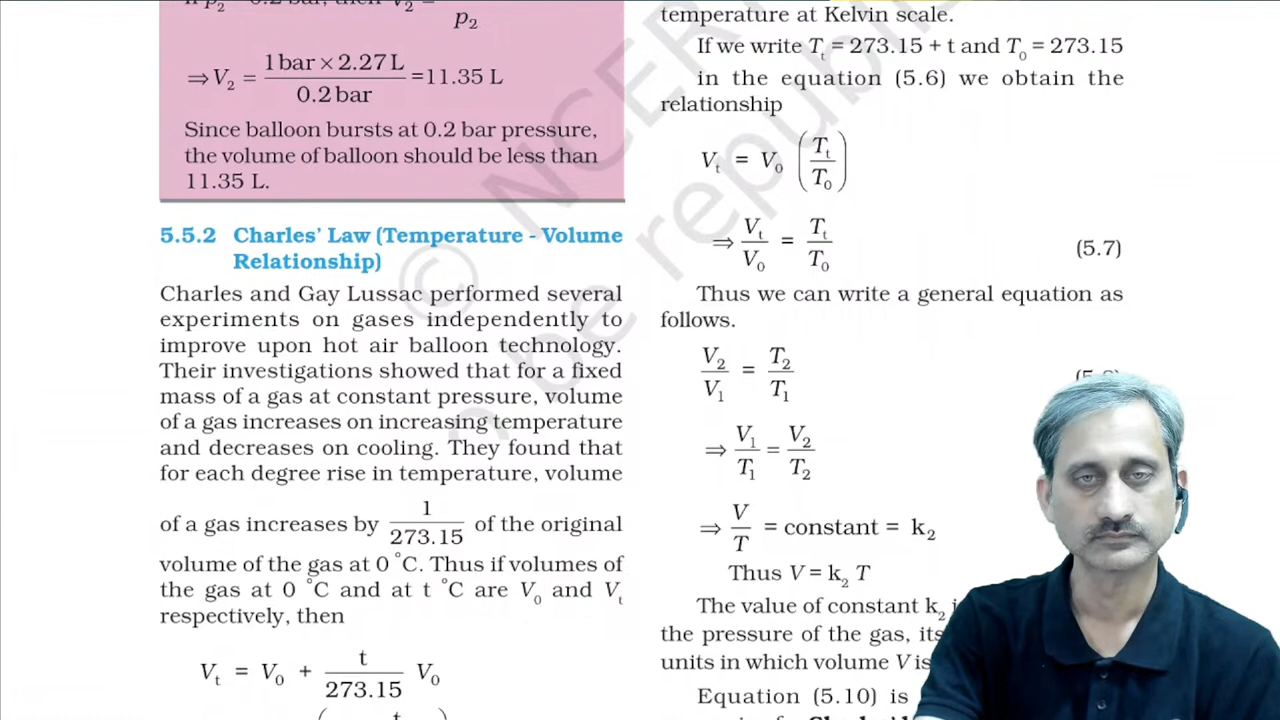 p₂
⇒ V₂ = 1 bar × 2.27 L / 0.2 bar = 11.35 L
Since balloon bursts at 0.2 bar pressure,
the volume of balloon should be less than
11.35 L.
5.5.2 Charles’ Law (Temperature - Volume
Relationship)
Charles and Gay Lussac performed several
experiments on gases independently to
improve upon hot air balloon technology.
Their investigations showed that for a fixed
mass of a gas at constant pressure, volume
of a gas increases on increasing temperature
and decreases on cooling. They found that
for each degree rise in temperature, volume
of a gas increases by 1 / 273.15 of the original
volume of the gas at 0 °C. Thus if volumes of
the gas at 0 °C and at t °C are V₀ and Vₜ
respectively, then
Vₜ = V₀ + t / 273.15 V₀
temperature at Kelvin scale.
If we write Tₜ = 273.15 + t and T₀ = 273.15
in the equation (5.6) we obtain the
relationship
Vₜ = V₀ (Tₜ / T₀)
⇒ Vₜ / V₀ = Tₜ / T₀ (5.7)
Thus we can write a general equation as
follows.
V₂ / V₁ = T₂ / T₁
⇒ V₁ / T₁ = V₂ / T₂
⇒ V / T = constant = k₂
Thus V = k₂ T
The value of constant k₂
the pressure of the gas, its
units in which volume V is
Equation (5.10) is
© NCERT
be republi